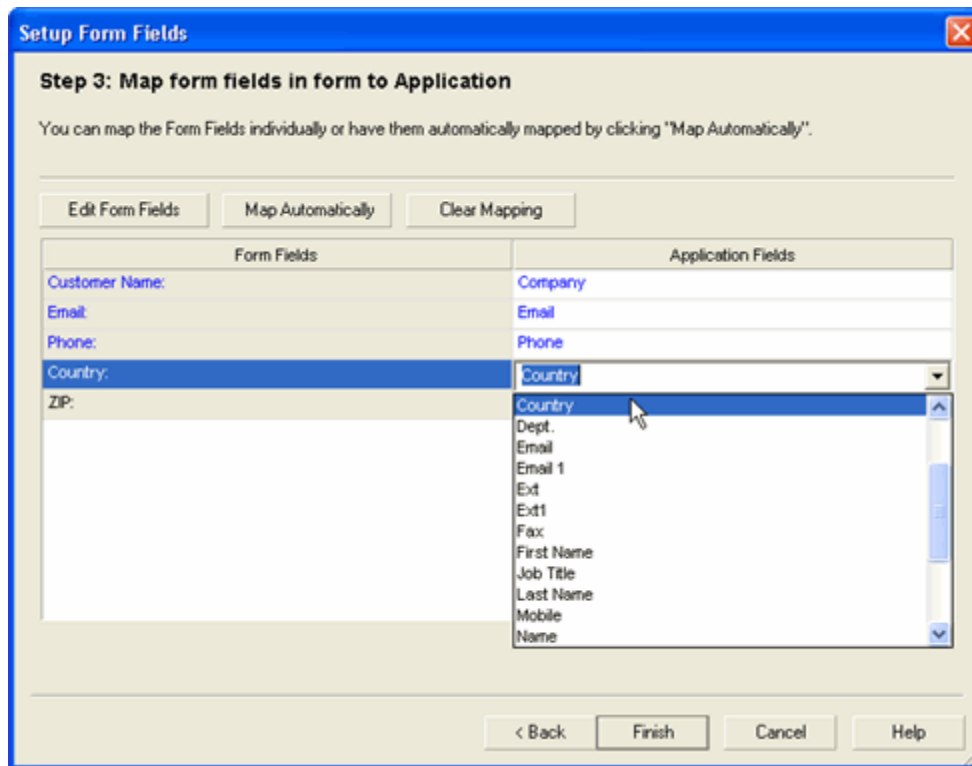 Setup Form Fields
Step 3: Map form fields in form to Application
You can map the Form Fields individually or have them automatically mapped by clicking "Map Automatically".
Edit Form Fields Map Automatically Clear Mapping
Form Fields Application Fields
Customer Name: Company
Email: Email
Phone: Phone
Country: Country
ZIP: Country
Dept.
Email
Email 1
Ext
Ext1
Fax
First Name
Job Title
Last Name
Mobile
Name
< Back Finish Cancel Help